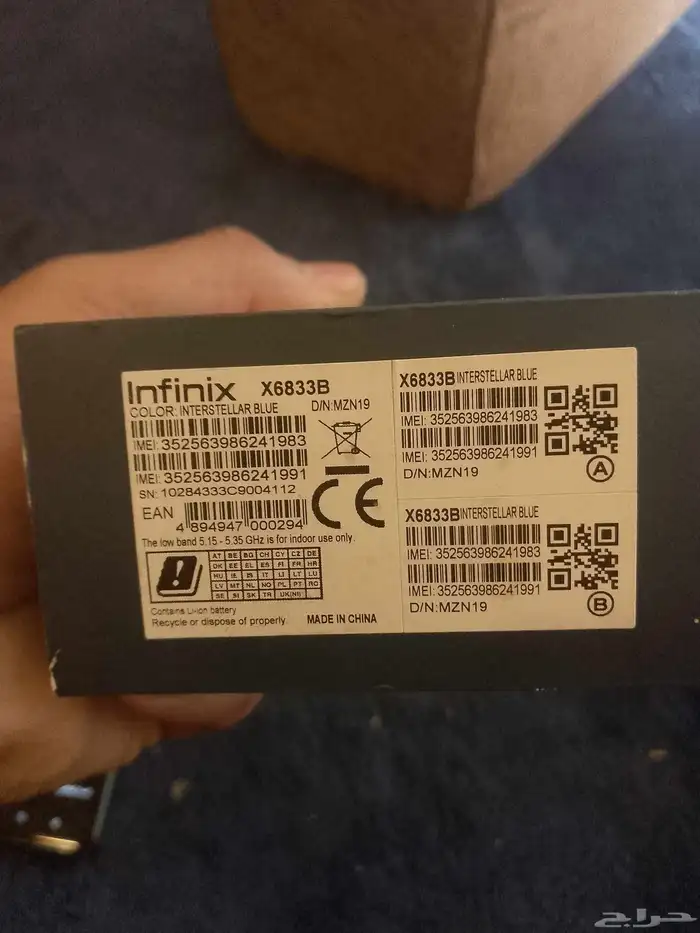 Infinix X6833B
COLOR: INTERSTELLAR BLUE D/N:MZN19
IMEI: 352563986241983
IMEI: 352563986241991
SN: 10284333C9004112
EAN
4 894947 000294
CE
The low band 5.15 - 5.35 GHz is for indoor use only.
AT BE BG CH CY CZ DE
DK EE EL ES FI FR HR
HU IE IS IT LI LT LU
LV MT NL NO PL PT RO
SE SI SK TR UK(NI)
Contains Li-ion battery
Recycle or dispose of properly.
MADE IN CHINA
X6833B INTERSTELLAR BLUE
IMEI: 352563986241983
IMEI: 352563986241991
D/N:MZN19
A
X6833B INTERSTELLAR BLUE
IMEI: 352563986241983
IMEI: 352563986241991
D/N:MZN19
B
حراج